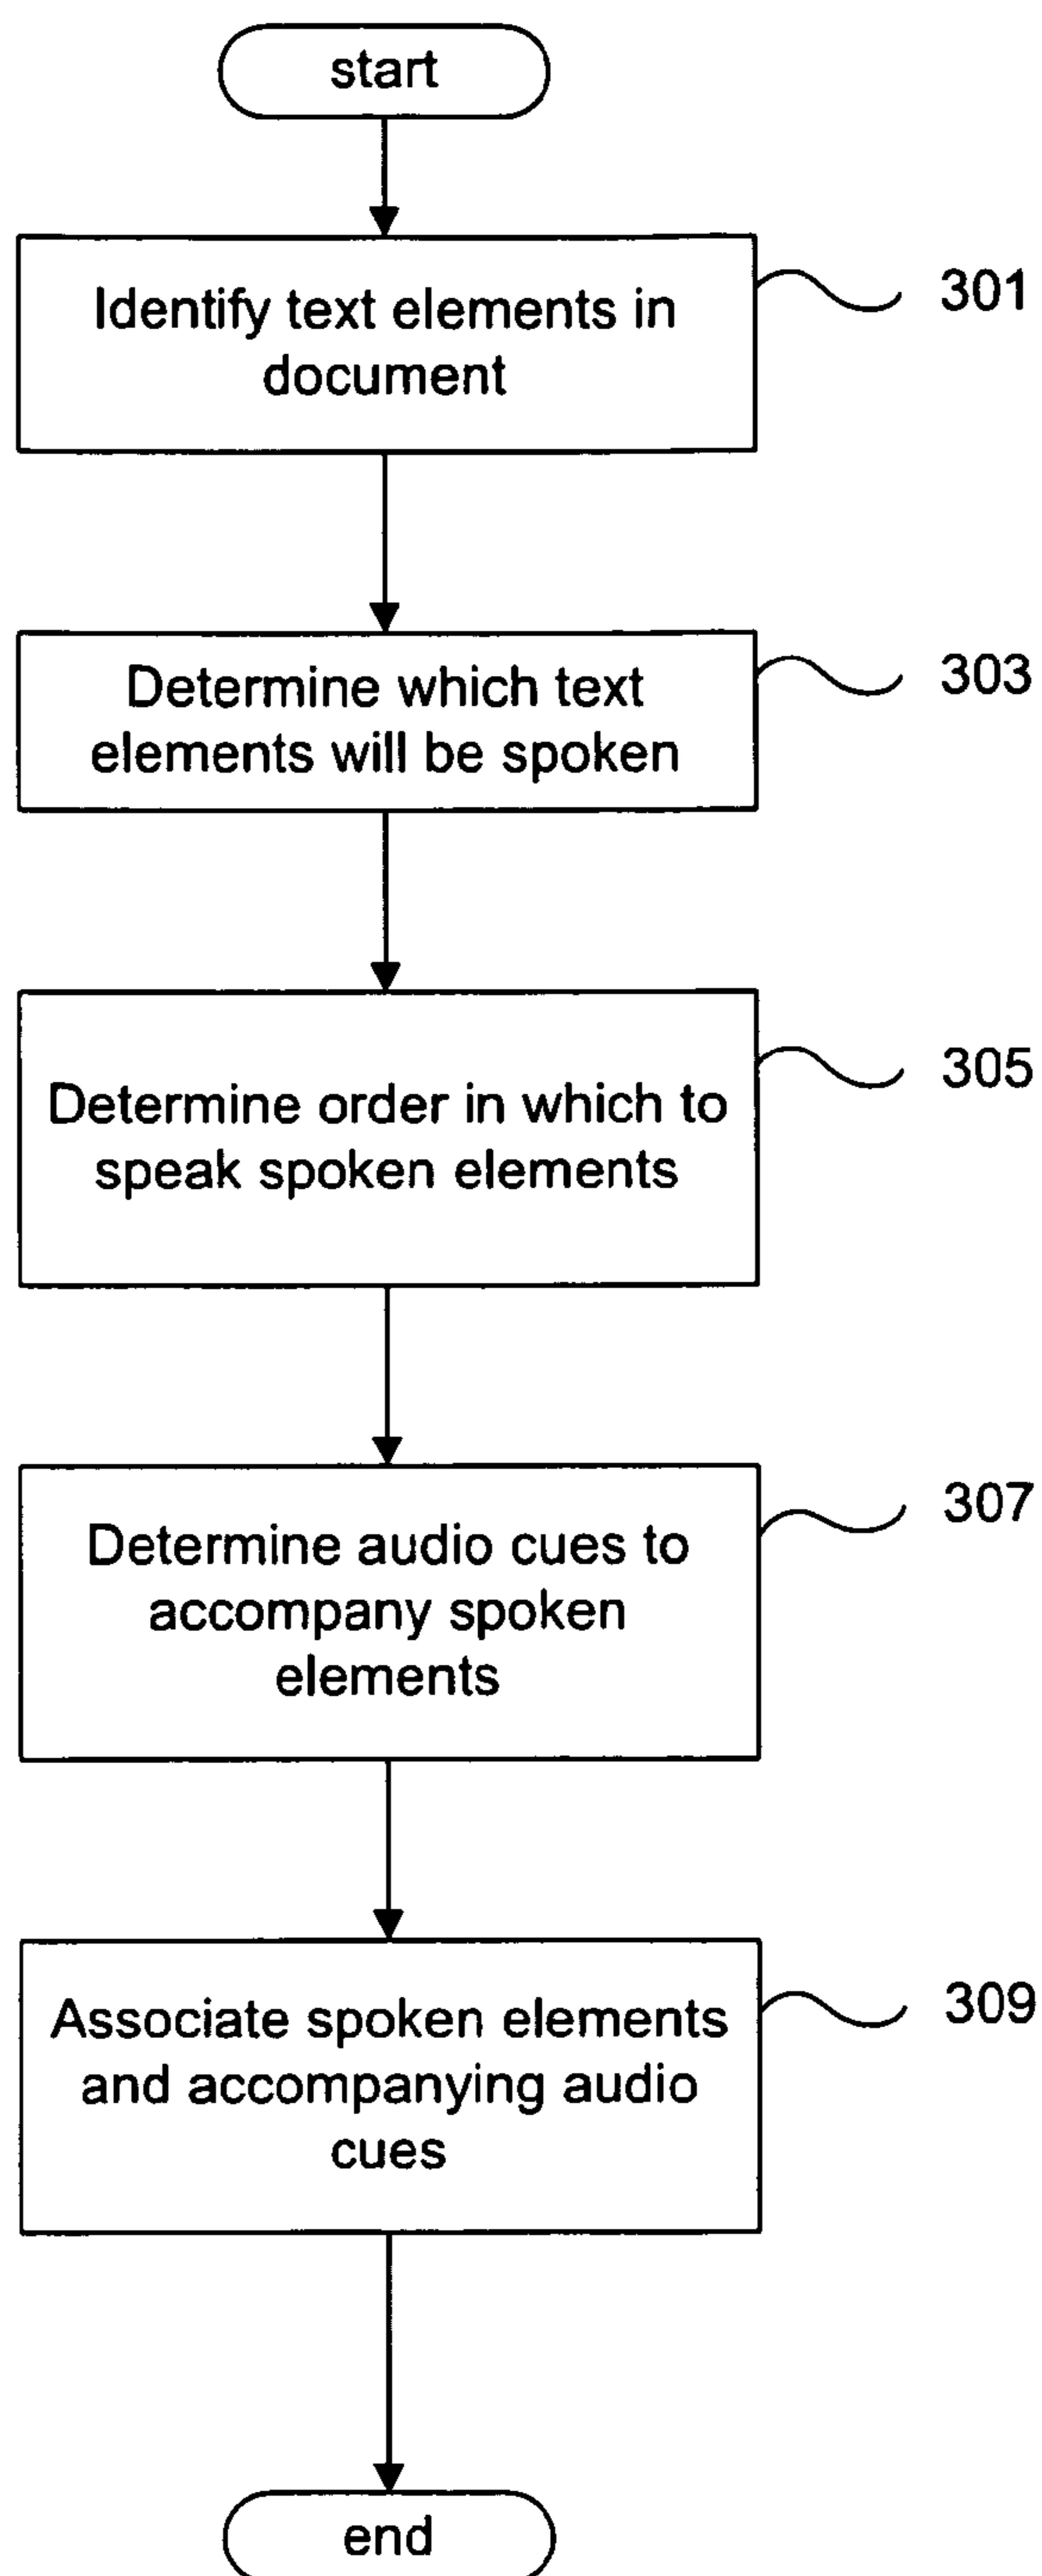 start
Identify text elements in
document
301
Determine which text
elements will be spoken
303
Determine order in which to
speak spoken elements
305
Determine audio cues to
accompany spoken
elements
307
Associate spoken elements
and accompanying audio
cues
309
end